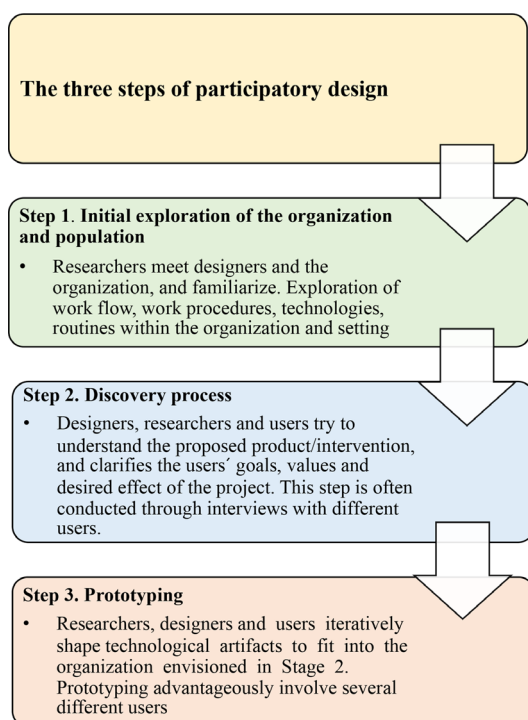 The three steps of participatory design
Step 1. Initial exploration of the organization
and population
• Researchers meet designers and the
organization, and familiarize. Exploration of
work flow, work procedures, technologies,
routines within the organization and setting
Step 2. Discovery process
• Designers, researchers and users try to
understand the proposed product/intervention,
and clarifies the users´ goals, values and
desired effect of the project. This step is often
conducted through interviews with different
users.
Step 3. Prototyping
• Researchers, designers and users iteratively
shape technological artifacts to fit into the
organization envisioned in Stage 2.
Prototyping advantageously involve several
different users